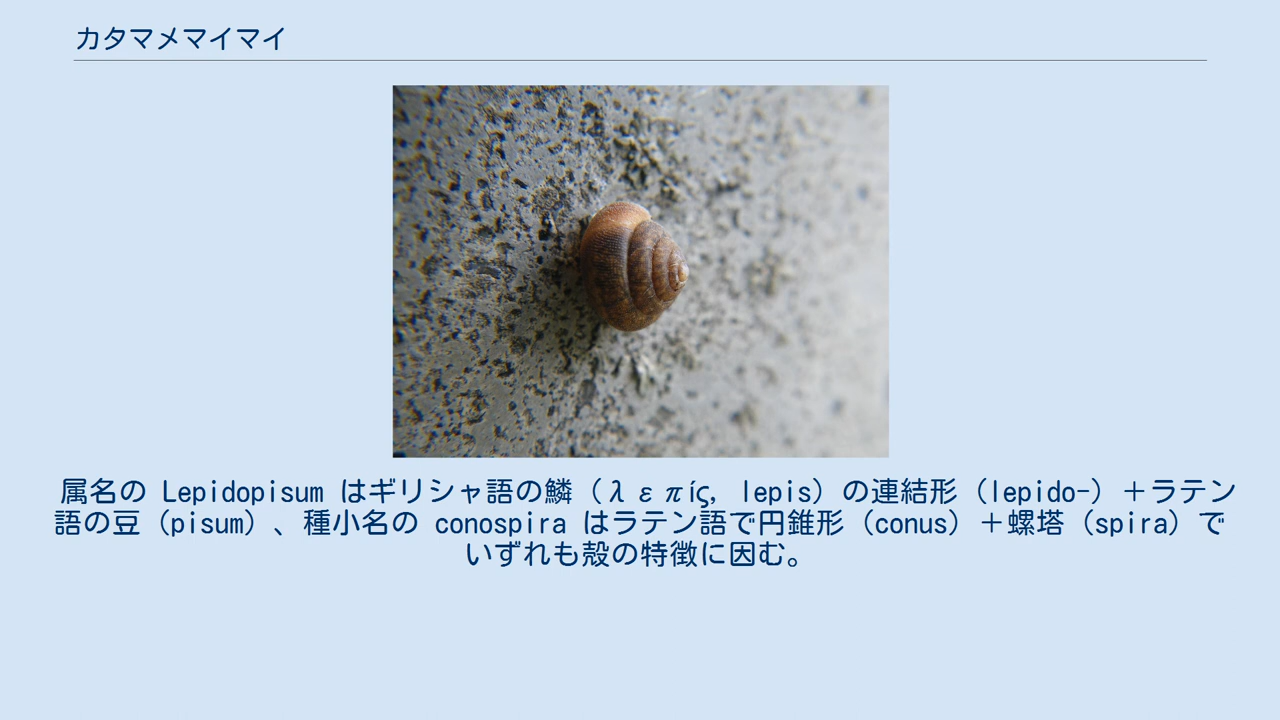 カタマメマイマイ
属名の Lepidopisum はギリシャ語の鱗（λεπίς, lepis）の連結形（lepido-）＋ラテン
語の豆（pisum）、種小名の conospira はラテン語で円錐形（conus）＋螺塔（spira）で
いずれも殻の特徴に因む。